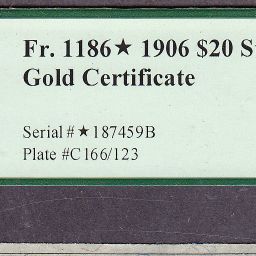 Fr. 1186★ 1906 $20 S
Gold Certificate
Serial #★187459B
Plate #C166/123